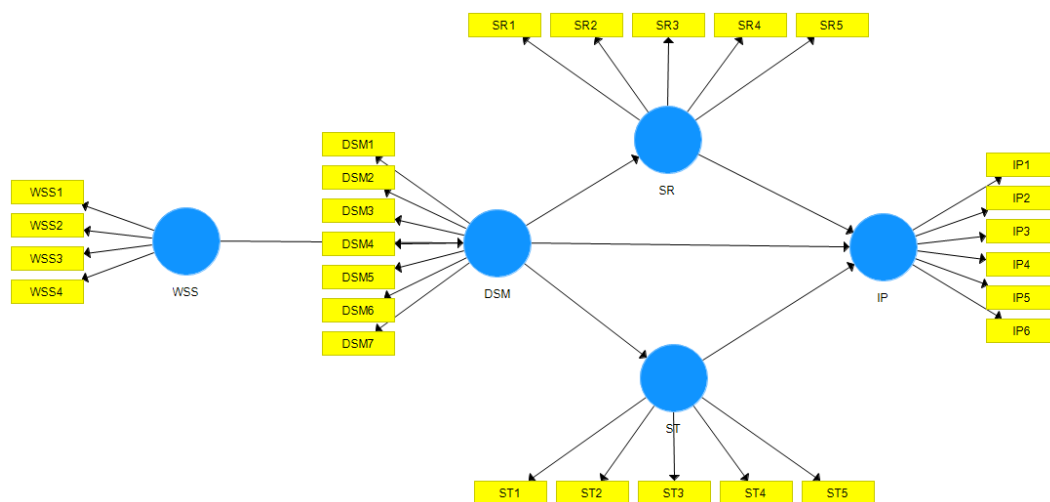 SR1 SR2 SR3 SR4 SR5
SR
DSM1
DSM2
DSM3
DSM4
DSM5
DSM6
DSM7
DSM
WSS1
WSS2
WSS3
WSS4
WSS
IP1
IP2
IP3
IP4
IP5
IP6
IP
ST
ST1 ST2 ST3 ST4 ST5